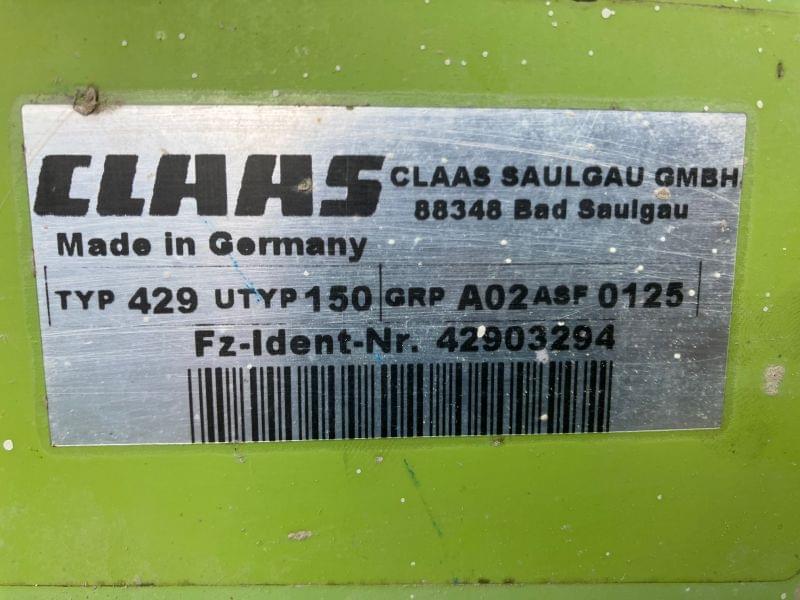 CLAAS
CLAAS SAULGAU GMBH
88348 Bad Saulgau
Made in Germany
TYP 429 UTYP 150 GRP A02 ASF 0125
Fz-Ident-Nr. 42903294